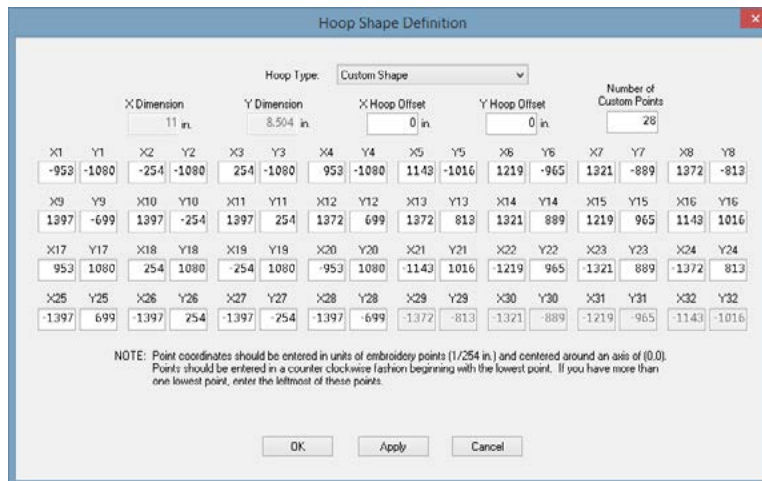 Hoop Shape Definition
x
Hoop Type: Custom Shape
X Dimension Y Dimension X Hoop Offset Y Hoop Offset Number of Custom Points
11 in. 8.504 in. 0 in. 0 in. 28
X1 Y1 X2 Y2 X3 Y3 X4 Y4 X5 Y5 X6 Y6 X7 Y7 X8 Y8
-953 -1080 -254 -1080 254 -1080 953 -1080 1143 -1016 1219 -965 1321 -889 1372 -813
X9 Y9 X10 Y10 X11 Y11 X12 Y12 X13 Y13 X14 Y14 X15 Y15 X16 Y16
1397 -699 1397 -254 1397 254 1372 699 1372 813 1321 889 1219 965 1143 1016
X17 Y17 X18 Y18 X19 Y19 X20 Y20 X21 Y21 X22 Y22 X23 Y23 X24 Y24
953 1080 254 1080 -254 1080 -953 1080 -1143 1016 -1219 965 -1321 889 -1372 813
X25 Y25 X26 Y26 X27 Y27 X28 Y28 X29 Y29 X30 Y30 X31 Y31 X32 Y32
-1397 699 -1397 254 -1397 -254 -1397 -699 -1372 -813 -1321 -889 -1219 -965 -1143 -1016
NOTE: Point coordinates should be entered in units of embroidery points (1/254 in.) and centered around an axis of (0,0).
Points should be entered in a counter clockwise fashion beginning with the lowest point. If you have more than
one lowest point, enter the leftmost of these points.
OK Apply Cancel